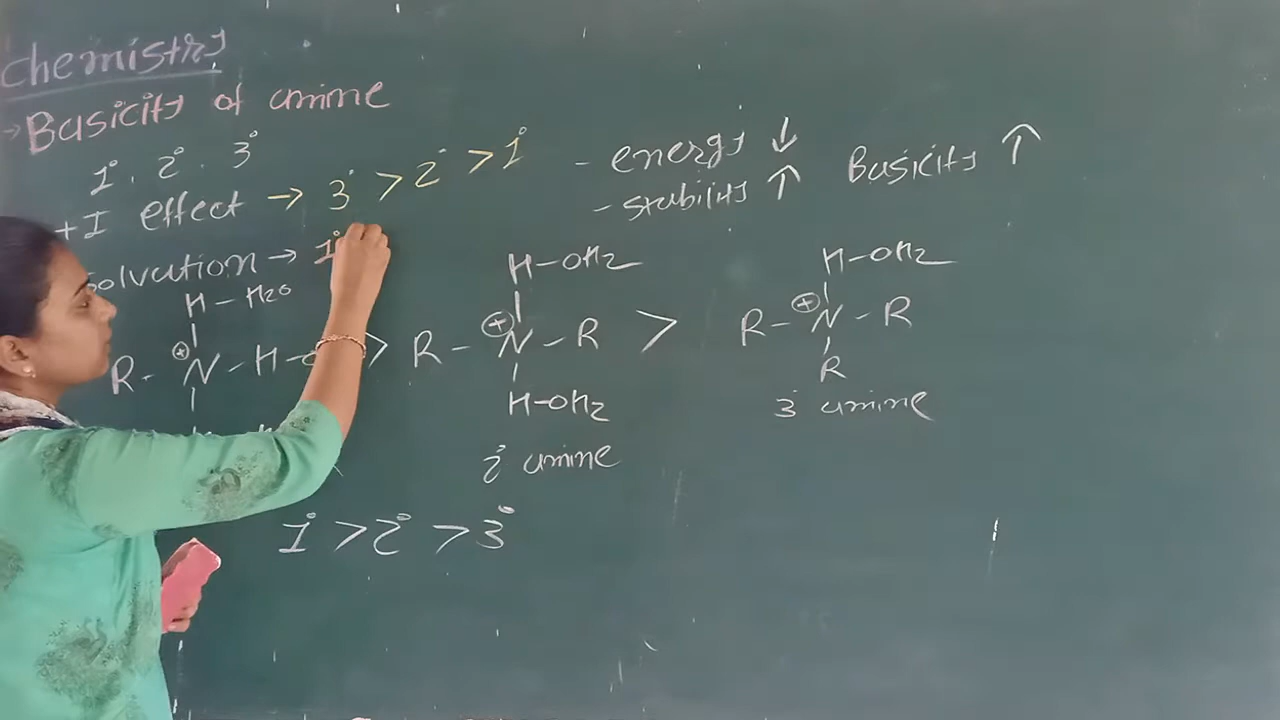 Chemistry
→ Basicity of amine
1° . 2° . 3°
+I effect → 3° > 2° > 1°
- energy ↓
- stability ↑
Basicity ↑
Solvation → 1°
H - H2O
R - N⊕ - H - >
H-OH2
R - N⊕ - R >
H-OH2
2° amine
H-OH2
R - N⊕ - R
R
3° amine
1° > 2° > 3°